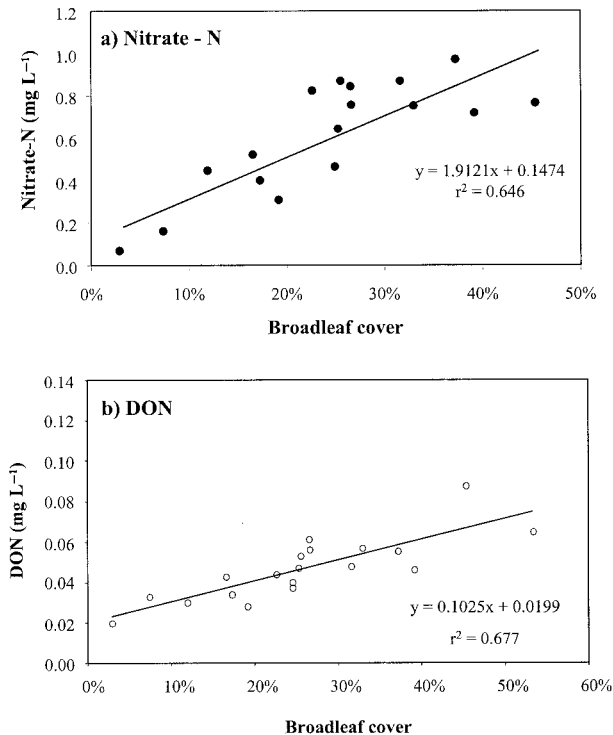 a) Nitrate - N
Nitrate-N (mg L⁻¹)
1.2
1.0
0.8
0.6
0.4
0.2
0.0
y = 1.9121x + 0.1474
r² = 0.646
0% 10% 20% 30% 40% 50%
Broadleaf cover
b) DON
DON (mg L⁻¹)
0.14
0.12
0.10
0.08
0.06
0.04
0.02
0.00
y = 0.1025x + 0.0199
r² = 0.677
0% 10% 20% 30% 40% 50% 60%
Broadleaf cover